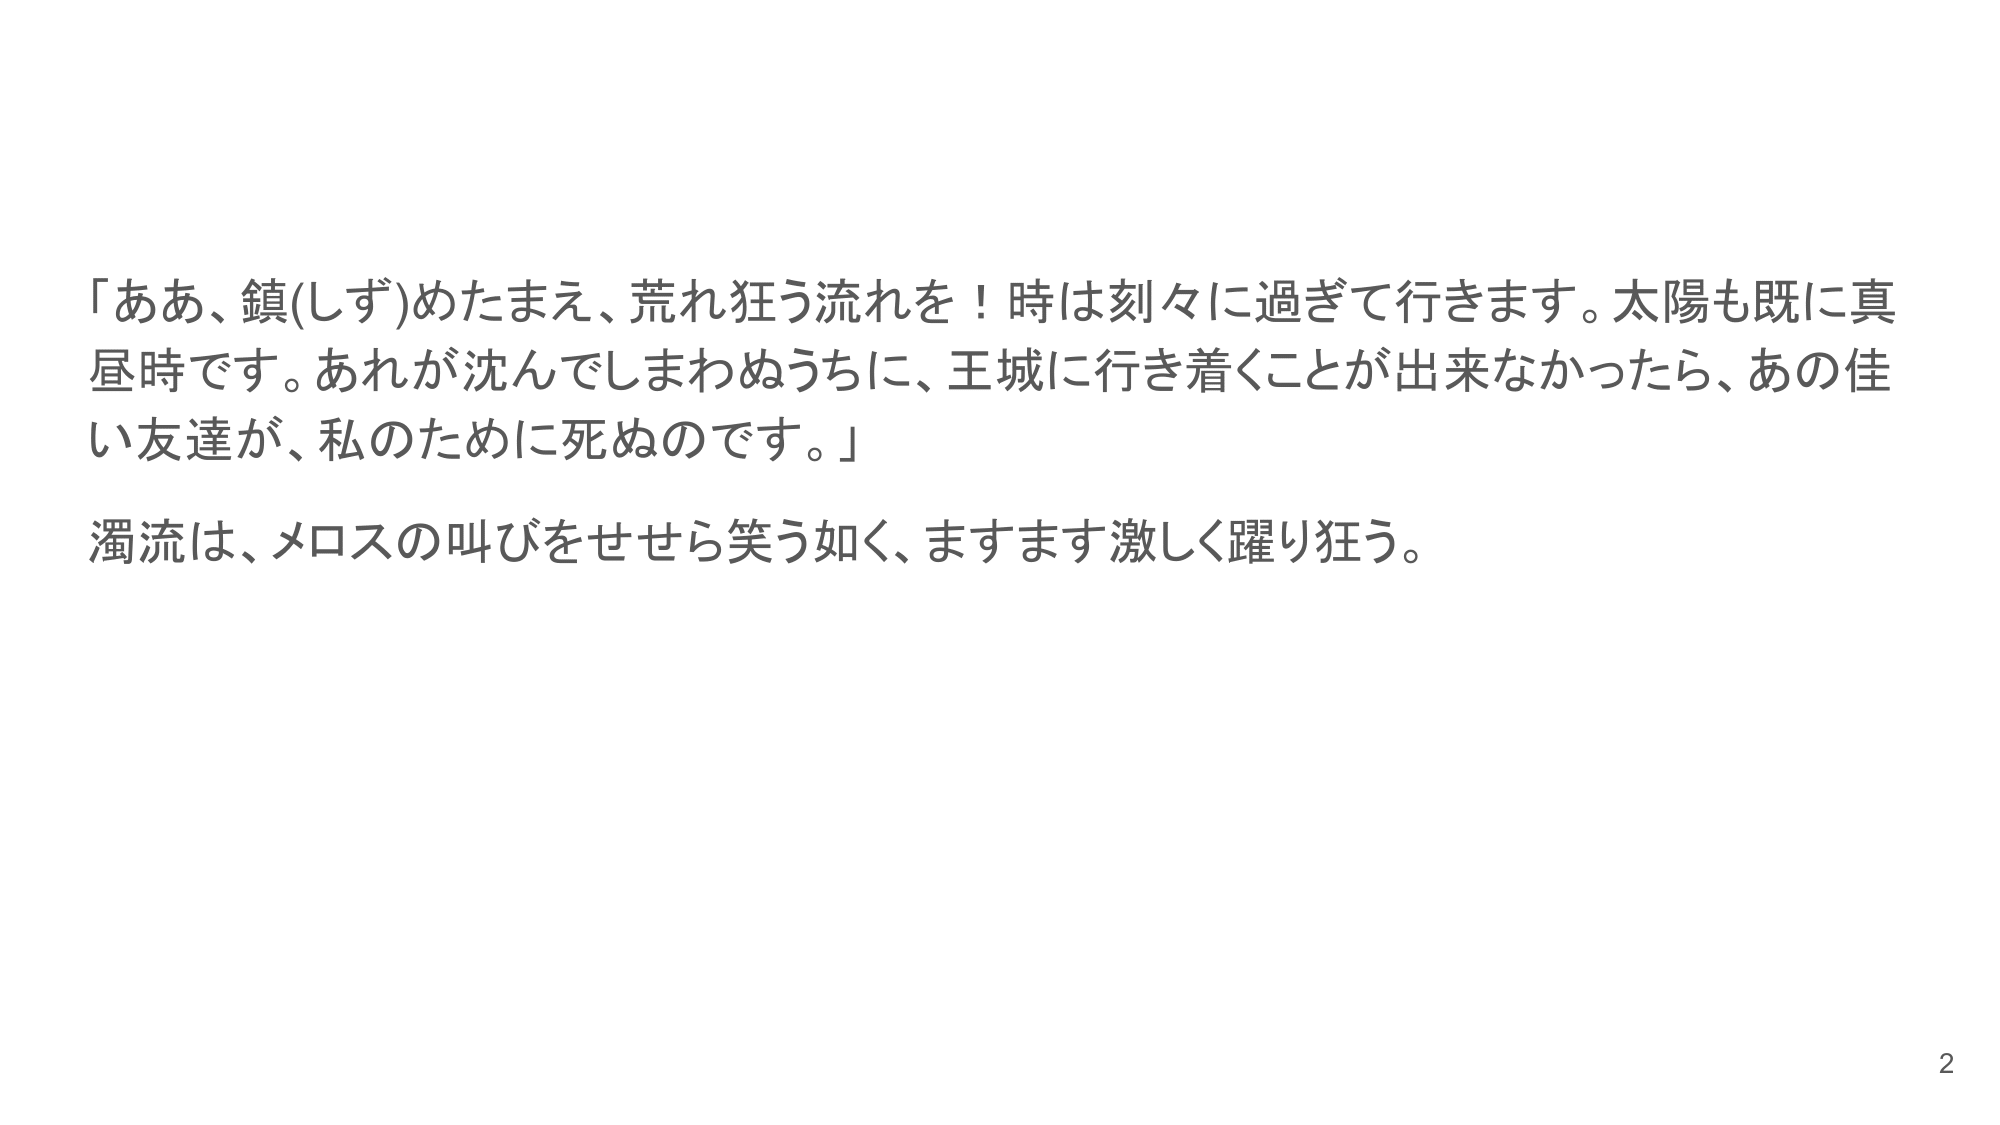 「ああ、鎮(しず)めたまえ、荒れ狂う流れを！時は刻々に過ぎて行きます。太陽も既に真
昼時です。あれが沈んでしまわぬうちに、王城に行き着くことが出来なかったら、あの佳
い友達が、私のために死ぬのです。」
濁流は、メロスの叫びをせせら笑う如く、ますます激しく躍り狂う。
2